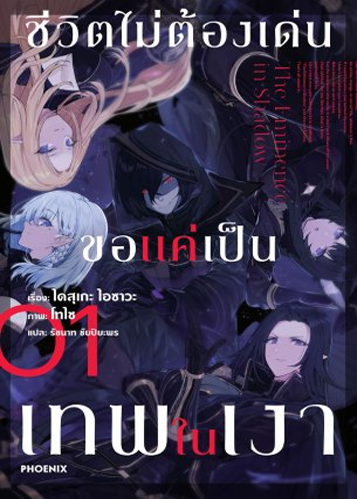 ชีวิตไม่ต้องเด่น
The Eminence
in Shadow
ขอแค่เป็น
เรื่อง: ไดสุเกะ ไอซาวะ
ภาพ: โทไซ
แปล: รัชนาท ชัยปิยะพร
01
เทพในเงา
PHOENIX